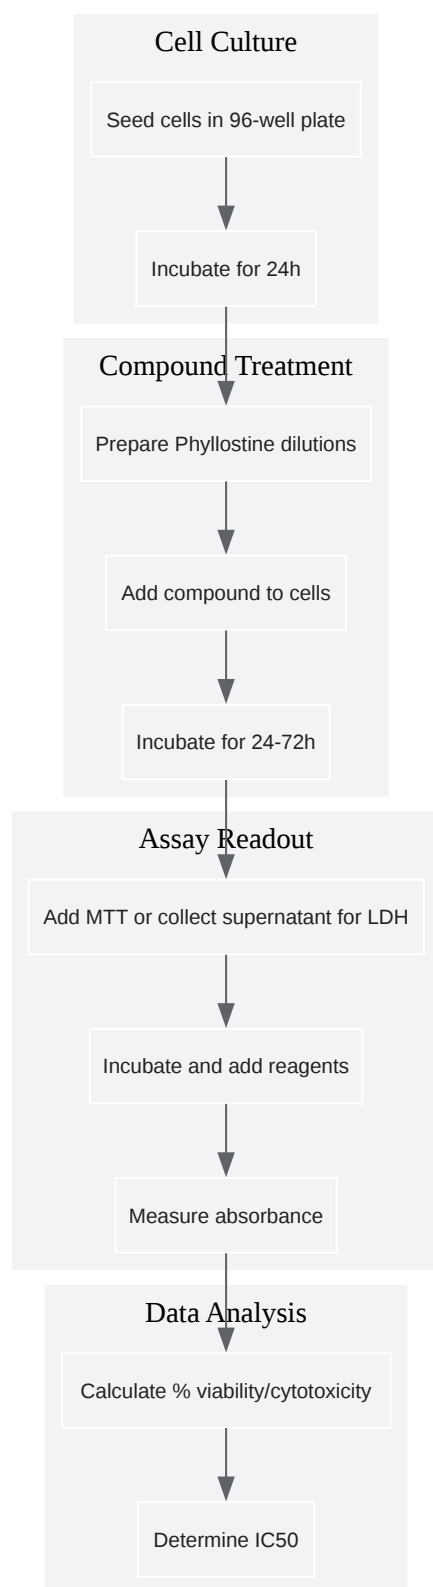 Cell Culture
Seed cells in 96-well plate
Incubate for 24h
Compound Treatment
Prepare Phyllostine dilutions
Add compound to cells
Incubate for 24-72h
Assay Readout
Add MTT or collect supernatant for LDH
Incubate and add reagents
Measure absorbance
Data Analysis
Calculate % viability/cytotoxicity
Determine IC50